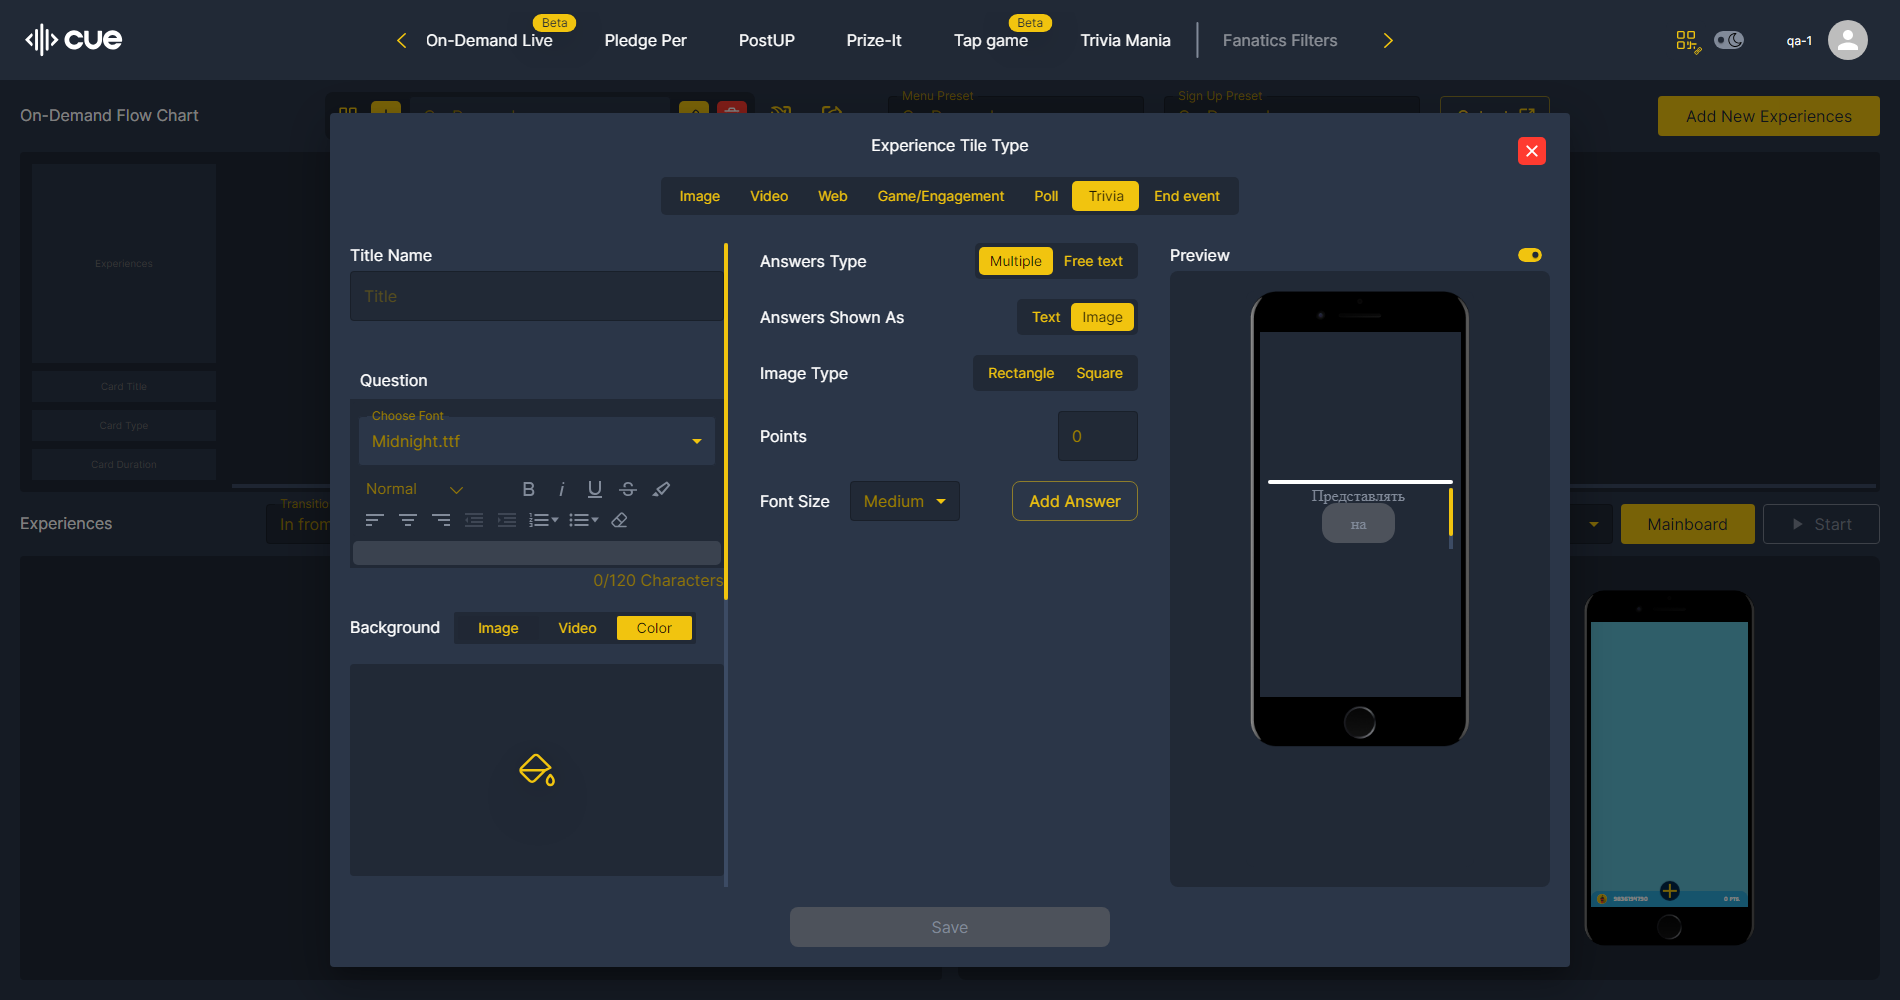 cue
Beta
Beta
On-Demand Live
Pledge Per
PostUP
Prize-It
Tap game
Trivia Mania
Fanatics Filters
qa-1
On-Demand Flow Chart
Menu Preset
Sign Up Preset
Add New Experiences
Experience Tile Type
Image
Video
Web
Game/Engagement
Poll
Trivia
End event
Experiences
Card Title
Card Type
Card Duration
Title Name
Title
Question
Choose Font
Midnight.ttf
Normal
B i U S
0/120 Characters
Background
Image
Video
Color
Answers Type
Multiple
Free text
Answers Shown As
Text
Image
Image Type
Rectangle
Square
Points
0
Font Size
Medium
Add Answer
Preview
Представлять
на
Experiences
In from
Mainboard
Start
0 PTS.
Save